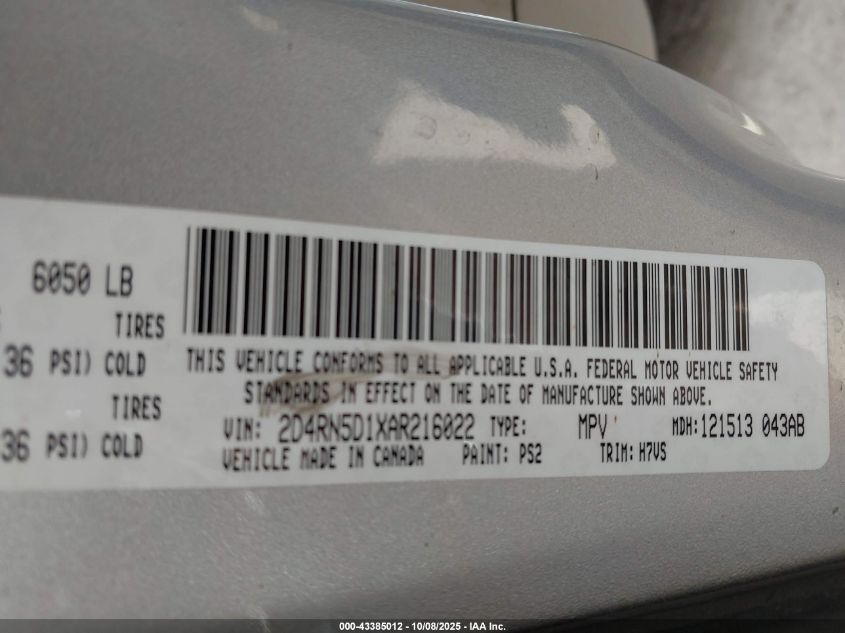 6050 LB
TIRES
36 PSI) COLD
TIRES
36 PSI) COLD
THIS VEHICLE CONFORMS TO ALL APPLICABLE U.S.A. FEDERAL MOTOR VEHICLE SAFETY
STANDARDS IN EFFECT ON THE DATE OF MANUFACTURE SHOWN ABOVE.
VIN: 2D4RN5D1XAR216022 TYPE: MPV MDH:121513 043AB
VEHICLE MADE IN CANADA PAINT: PS2 TRIM: H7VS
000-43385012 - 10/08/2025 - IAA Inc.